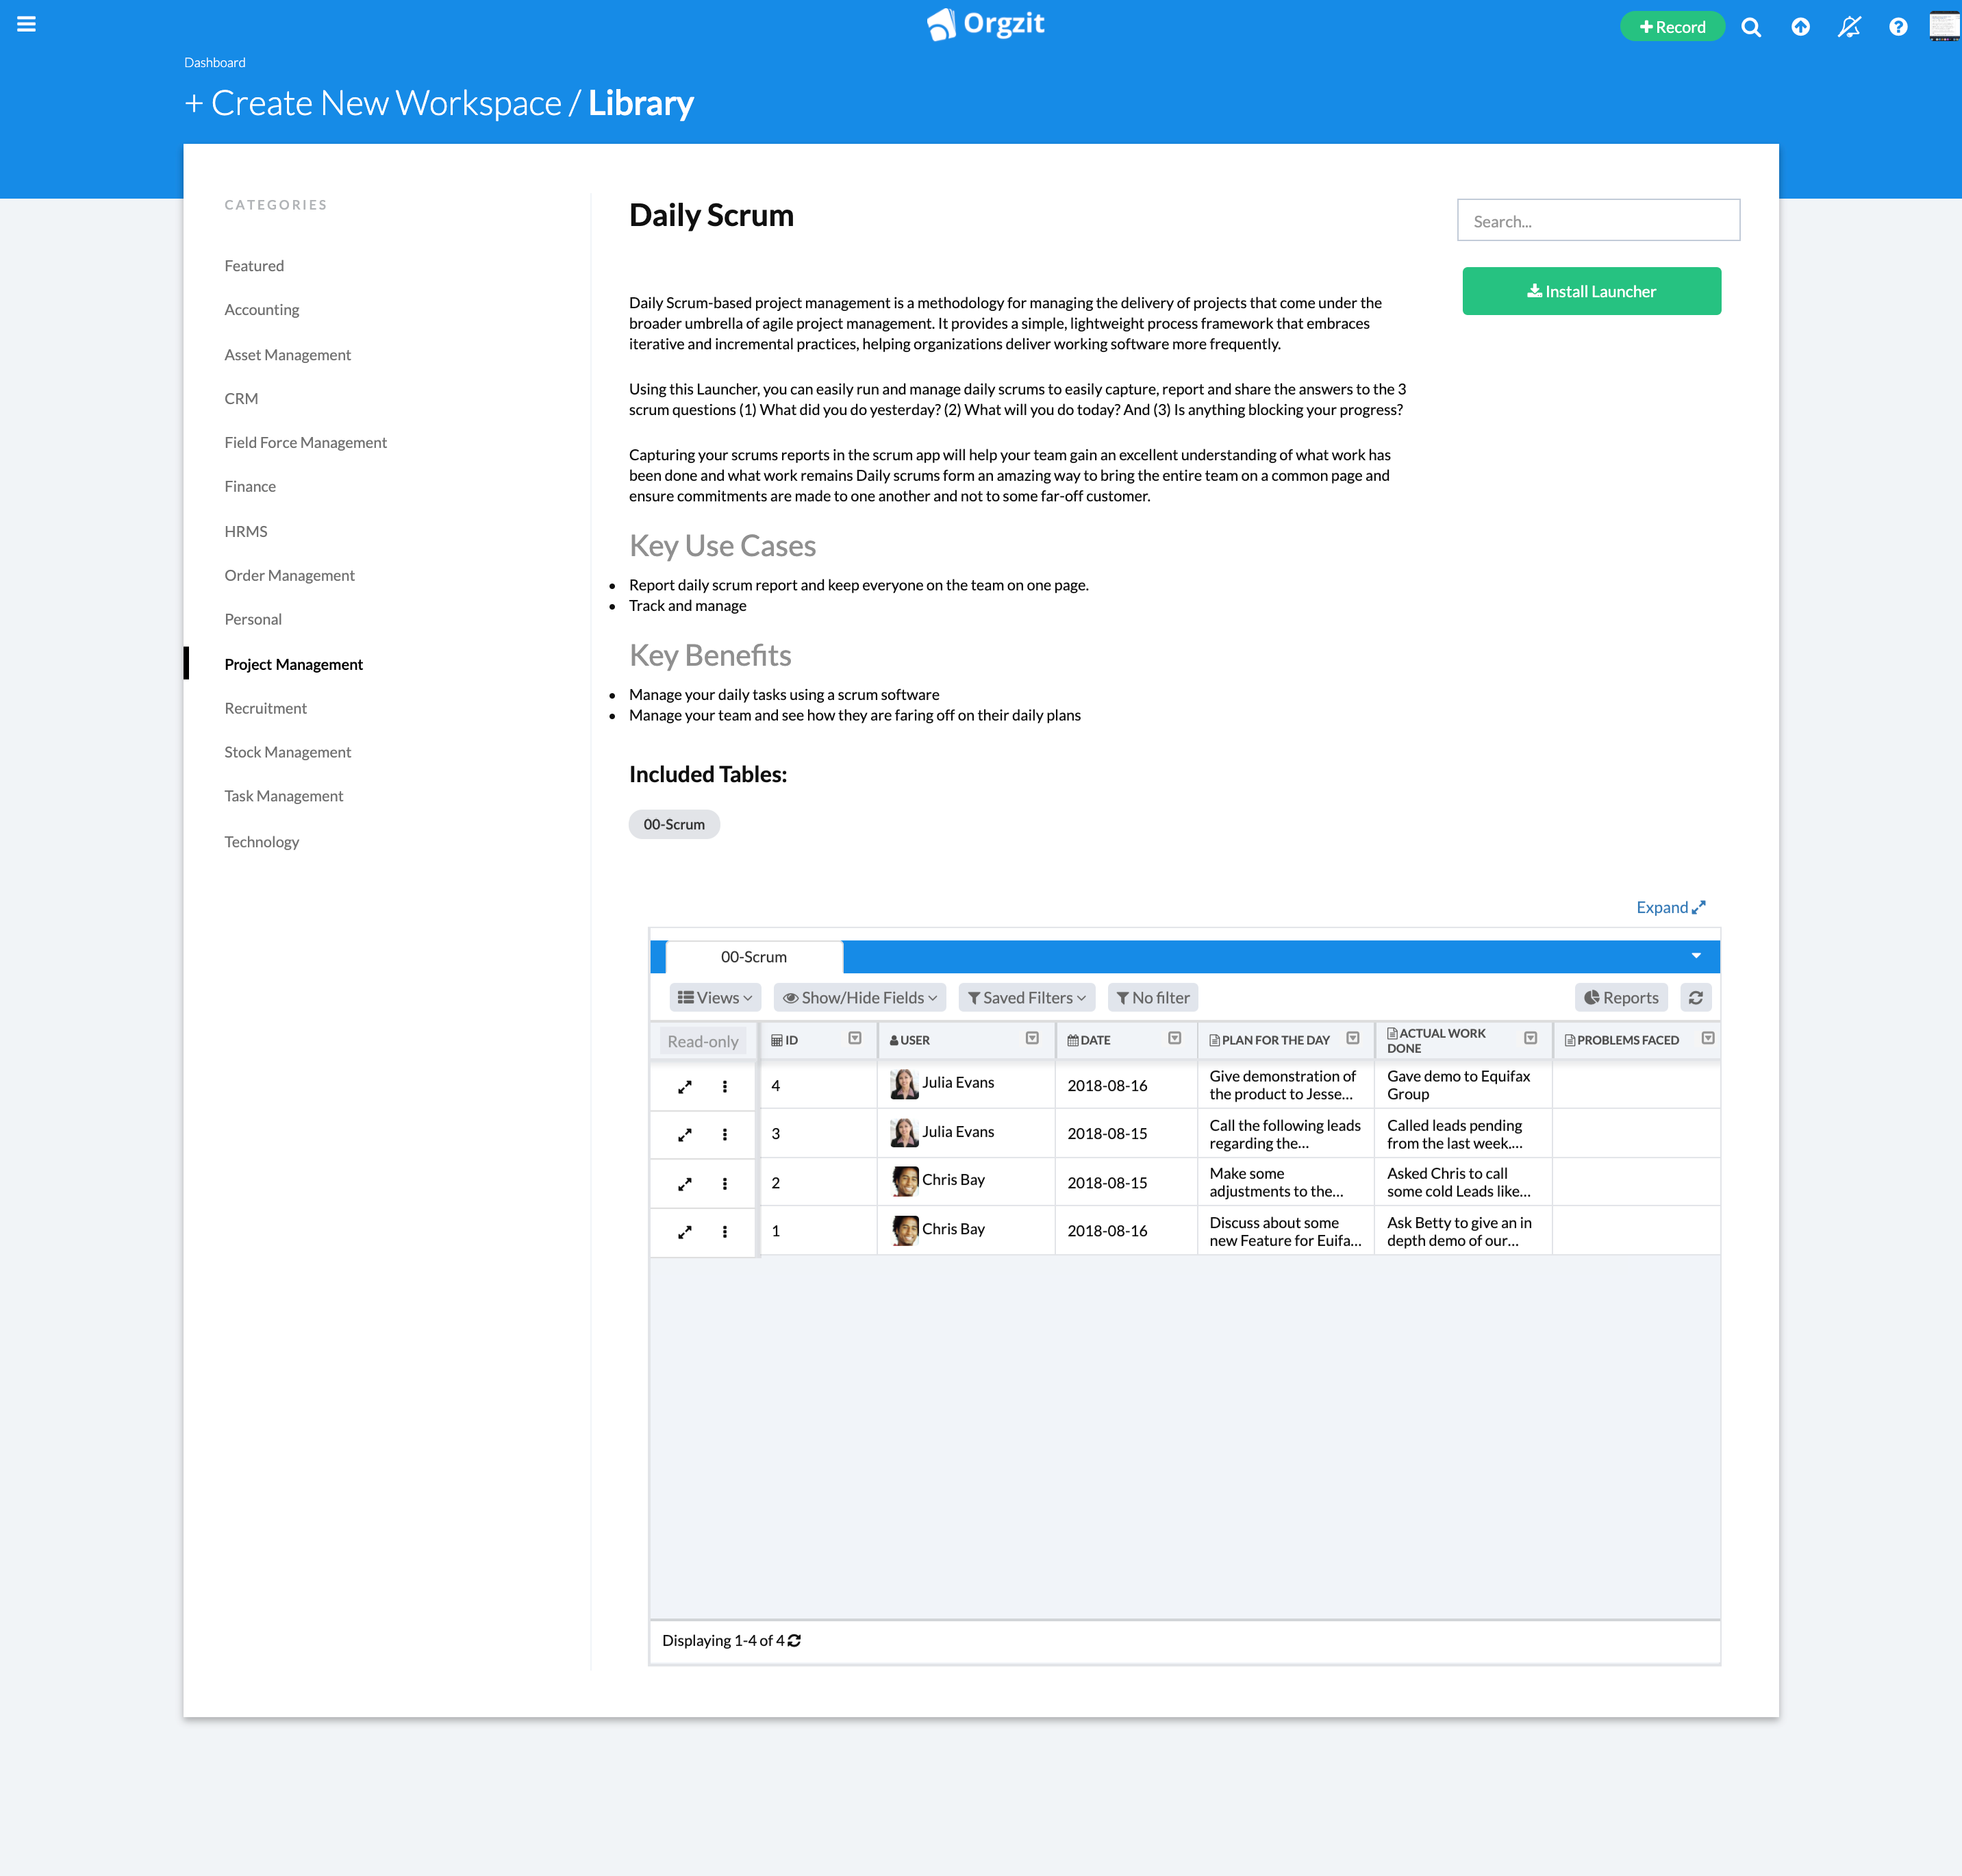 Orgzit
Record
Dashboard
+ Create New Workspace / Library
CATEGORIES
Featured
Accounting
Asset Management
CRM
Field Force Management
Finance
HRMS
Order Management
Personal
Project Management
Recruitment
Stock Management
Task Management
Technology
Daily Scrum
Search...
Install Launcher
Daily Scrum-based project management is a methodology for managing the delivery of projects that come under the
broader umbrella of agile project management. It provides a simple, lightweight process framework that embraces
iterative and incremental practices, helping organizations deliver working software more frequently.
Using this Launcher, you can easily run and manage daily scrums to easily capture, report and share the answers to the 3
scrum questions (1) What did you do yesterday? (2) What will you do today? And (3) Is anything blocking your progress?
Capturing your scrums reports in the scrum app will help your team gain an excellent understanding of what work has
been done and what work remains Daily scrums form an amazing way to bring the entire team on a common page and
ensure commitments are made to one another and not to some far-off customer.
Key Use Cases
• Report daily scrum report and keep everyone on the team on one page.
• Track and manage
Key Benefits
• Manage your daily tasks using a scrum software
• Manage your team and see how they are faring off on their daily plans
Included Tables:
00-Scrum
Expand
00-Scrum
Views Show/Hide Fields Saved Filters No filter Reports
Read-only ID USER DATE PLAN FOR THE DAY ACTUAL WORK DONE PROBLEMS FACED
4 Julia Evans 2018-08-16 Give demonstration of the product to Jesse... Gave demo to Equifax Group
3 Julia Evans 2018-08-15 Call the following leads regarding the... Called leads pending from the last week....
2 Chris Bay 2018-08-15 Make some adjustments to the... Asked Chris to call some cold Leads like...
1 Chris Bay 2018-08-16 Discuss about some new Feature for Euifa... Ask Betty to give an in depth demo of our...
Displaying 1-4 of 4